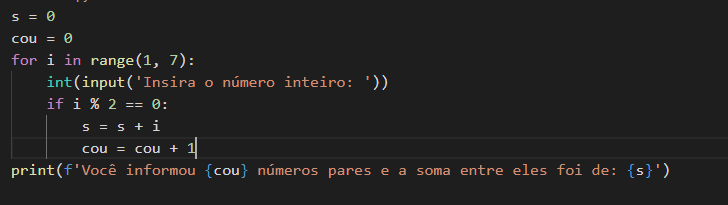 s = 0
cou = 0
for i in range(1, 7):
    int(input('Insira o número inteiro: '))
    if i % 2 == 0:
        s = s + i
        cou = cou + 1
print(f'Você informou {cou} números pares e a soma entre eles foi de: {s}')